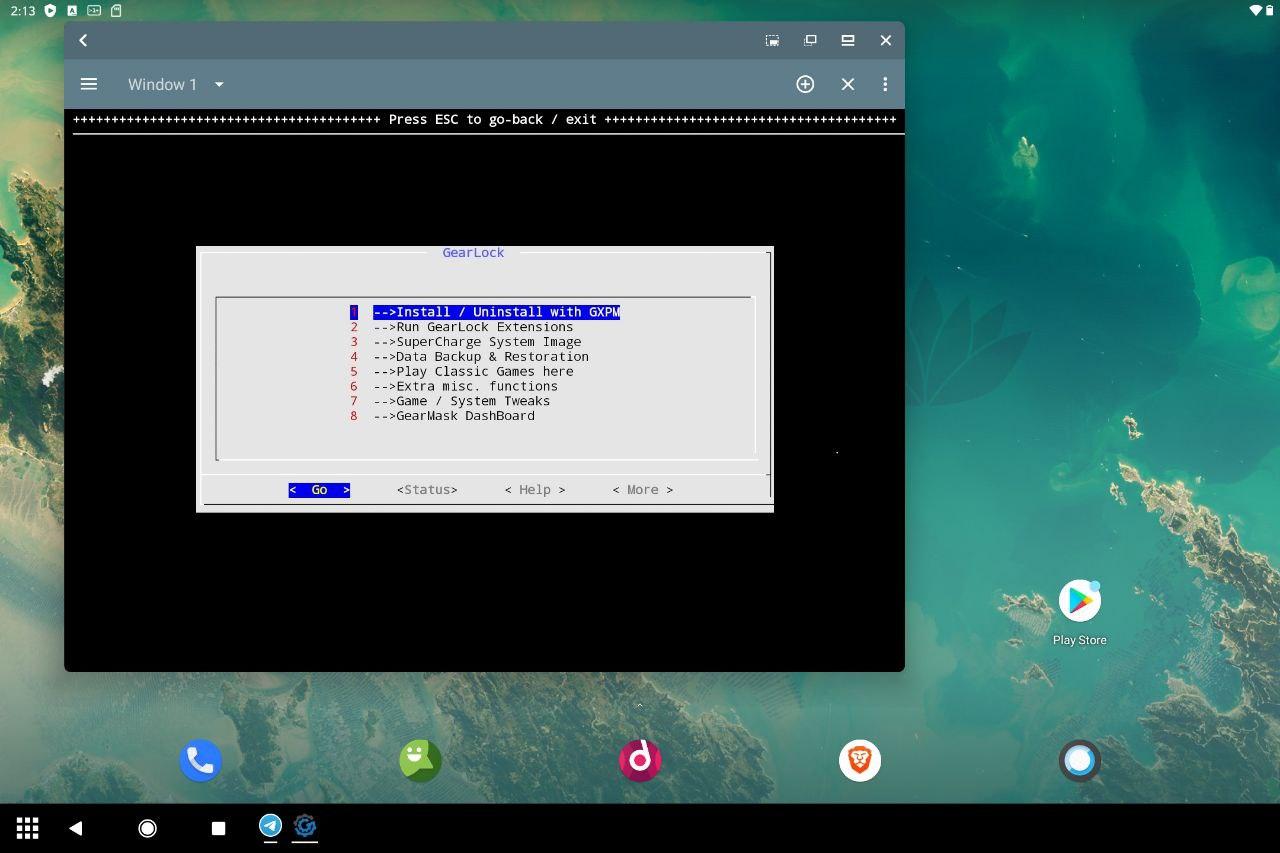 2:13
Window 1
++++++++++++++++++++++++++++++++++++++++ Press ESC to go-back / exit ++++++++++++++++++++++++++++++++++++++
GearLock
1 -->Install / Uninstall with GXPM
2 -->Run GearLock Extensions
3 -->SuperCharge System Image
4 -->Data Backup & Restoration
5 -->Play Classic Games here
6 -->Extra misc. functions
7 -->Game / System Tweaks
8 -->GearMask DashBoard
< Go > <Status> < Help > < More >
Play Store